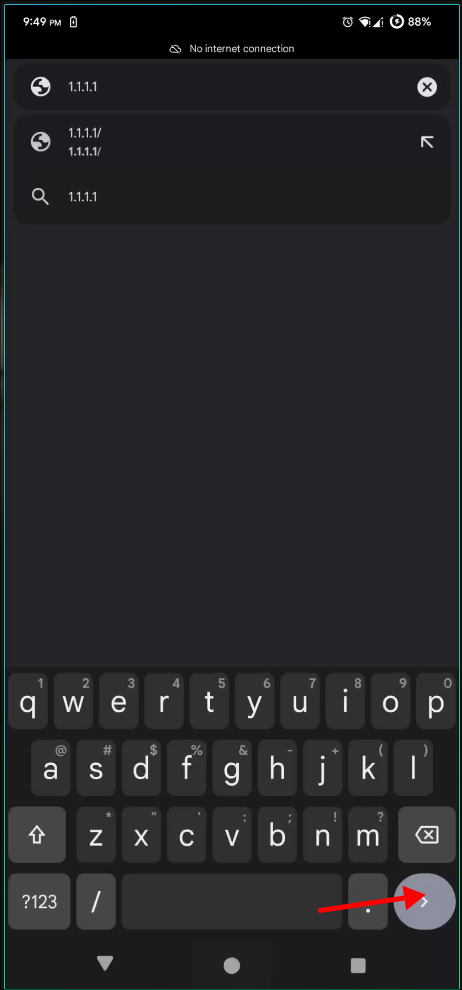 9:49 PM 88%
No internet connection
1.1.1.1
1.1.1.1/
1.1.1.1/
1.1.1.1
1 2 3 4 5 6 7 8 9 0
q w e r t y u i o p
@ # $ % & - + ( )
a s d f g h j k l
* " ' : ; ! ?
z x c v b n m
?123 / .